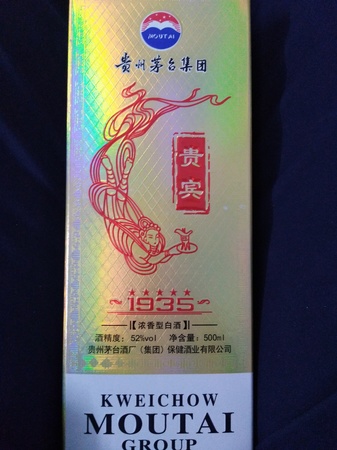 MOUTAI
贵州茅台集团
贵宾
1935
【浓香型白酒】
酒精度：52%vol 净含量：500ml
贵州茅台酒厂（集团）保健酒业有限公司
KWEICHOW
MOUTAI
GROUP